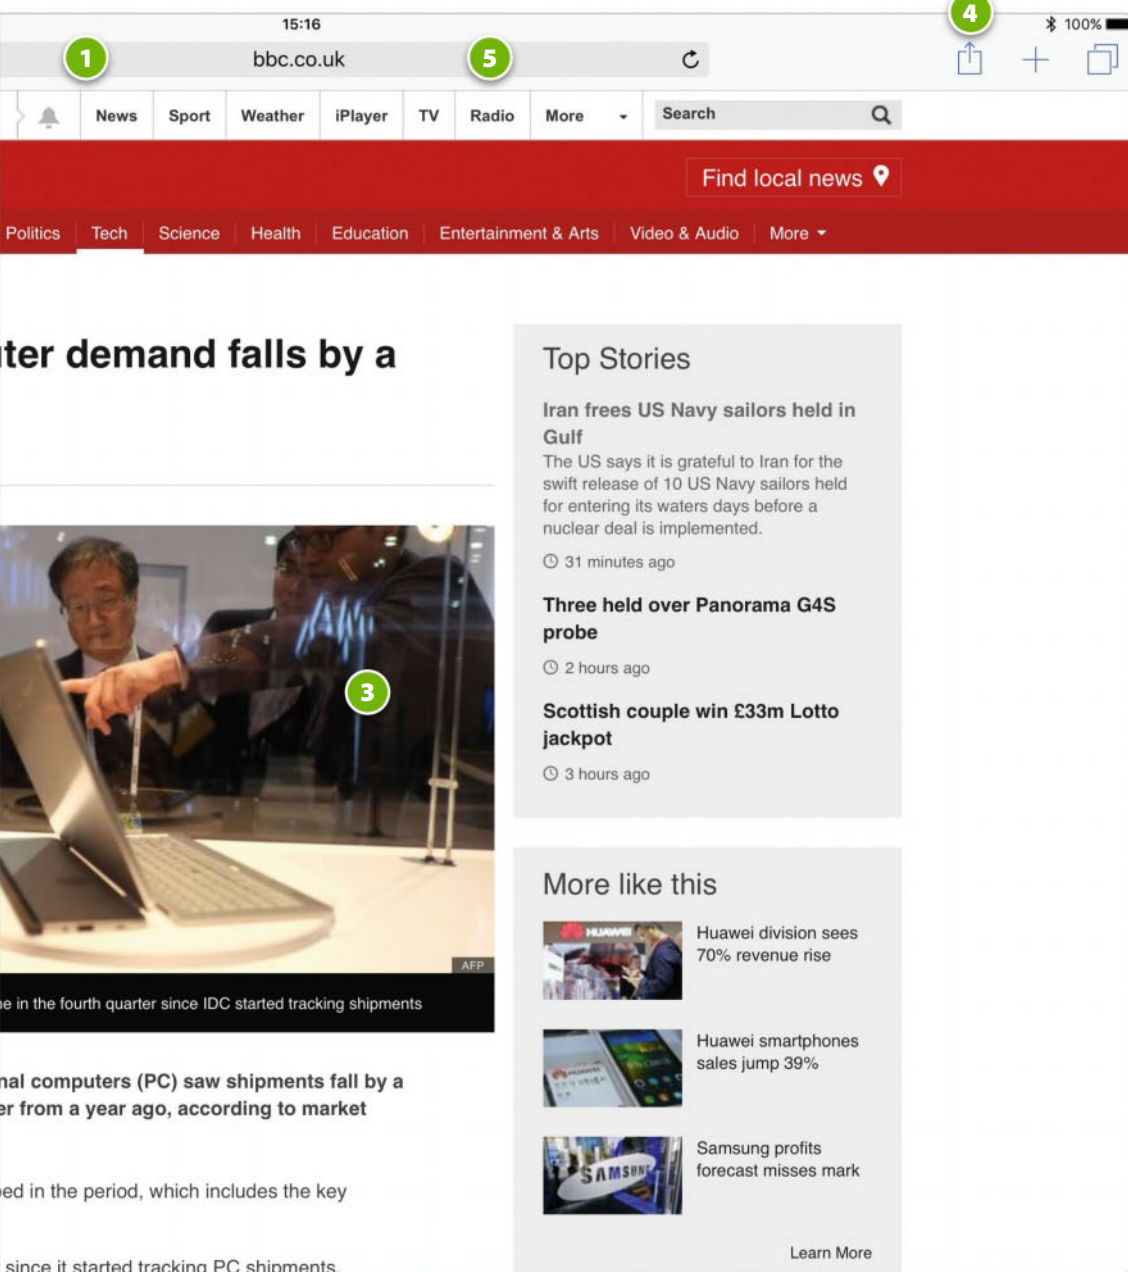 4
15:16
100%
1
bbc.co.uk
5
News
Sport
Weather
iPlayer
TV
Radio
More
Search
Find local news
Politics
Tech
Science
Health
Education
Entertainment & Arts
Video & Audio
More
ter demand falls by a
Top Stories
Iran frees US Navy sailors held in
Gulf
The US says it is grateful to Iran for the
swift release of 10 US Navy sailors held
for entering its waters days before a
nuclear deal is implemented.
31 minutes ago
Three held over Panorama G4S
probe
2 hours ago
Scottish couple win £33m Lotto
jackpot
3 hours ago
3
AFP
ne in the fourth quarter since IDC started tracking shipments
More like this
HUAWEI
Huawei division sees
70% revenue rise
HUAWEI
Huawei smartphones
sales jump 39%
SAMSUNG
Samsung profits
forecast misses mark
Learn More
nal computers (PC) saw shipments fall by a
er from a year ago, according to market
ped in the period, which includes the key
since it started tracking PC shipments.